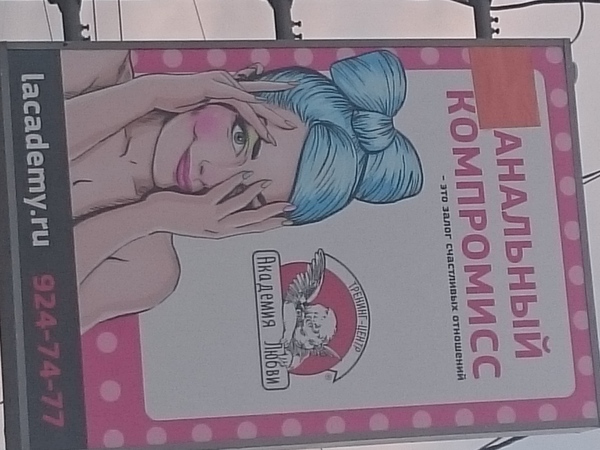 АНАЛЬНЫЙ
КОМПРОМИСС
- это залог счастливых отношений
ТРЕНИНГ-ЦЕНТР
Академия Любви
lacademy.ru 924-74-77